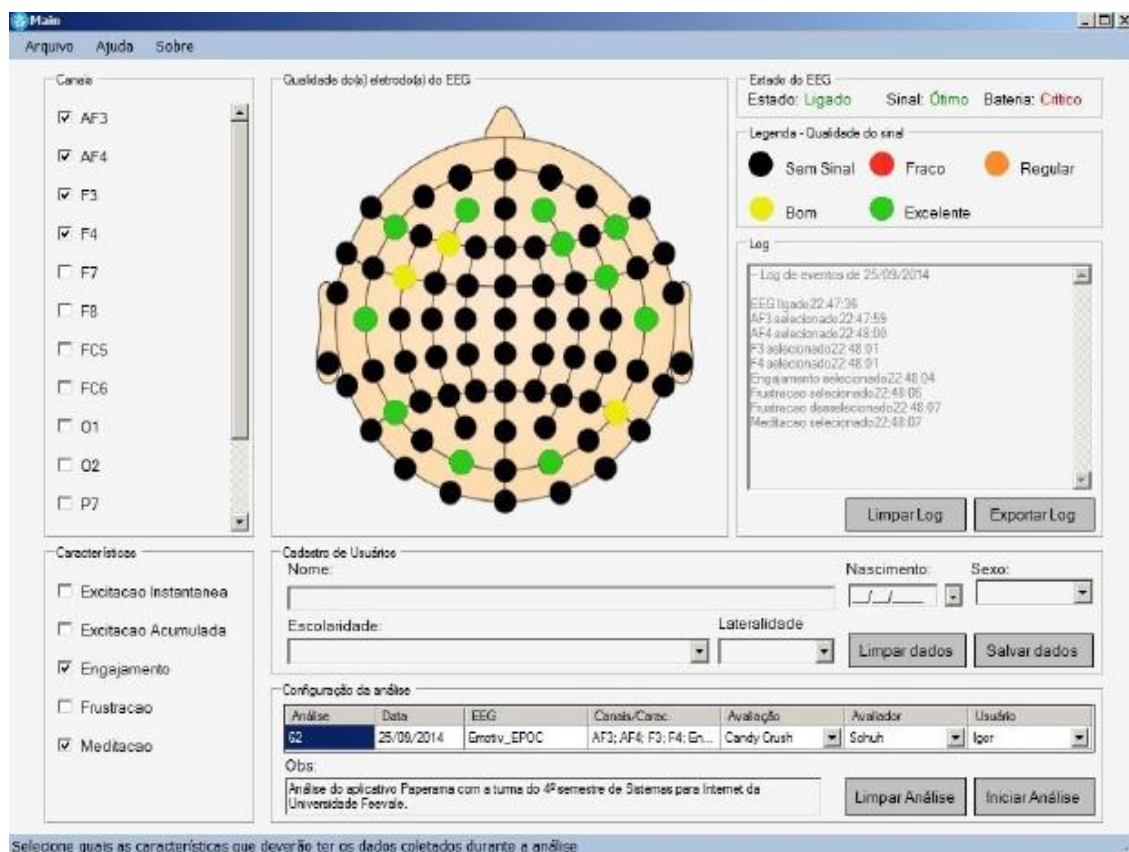 Main
Arquivo Ajuda Sobre
Canais
AF3
AF4
F3
F4
F7
F8
FC5
FC6
O1
O2
P7
Qualidade do(s) eletrodo(s) do EEG
Estado do EEG
Estado: Ligado Sinal: Ótimo Bateria: Crítico
Legenda - Qualidade do sinal
Sem Sinal Fraco Regular
Bom Excelente
Log
- Log de eventos de 25/09/2014
EEG ligado22:47:36
AF3 selecionado22:47:59
AF4 selecionado22:48:00
F3 selecionado22:48:01
F4 selecionado22:48:01
Engajamento selecionado22:48:04
Frustracao selecionado22:48:06
Frustracao desselecionado22:48:07
Meditacao selecionado22:48:07
Limpar Log Exportar Log
Características
Excitacao Instantanea
Excitacao Acumulada
Engajamento
Frustracao
Meditacao
Cadastro de Usuários
Nome: Nascimento: Sexo:
__/__/____
Escolaridade: Lateralidade
Limpar dados Salvar dados
Configuração da análise
Análise Data EEG Canais/Carac. Avaliação Avaliador Usuário
62 25/09/2014 Emotiv_EPOC AF3; AF4; F3; F4; En... Candy Crush Schuh Igor
Obs:
Análise do aplicativo Paperama com a turma do 4º semestre de Sistemas para Internet da
Universidade Feevale.
Limpar Análise Iniciar Análise
Selecione quais as características que deverão ter os dados coletados durante a análise